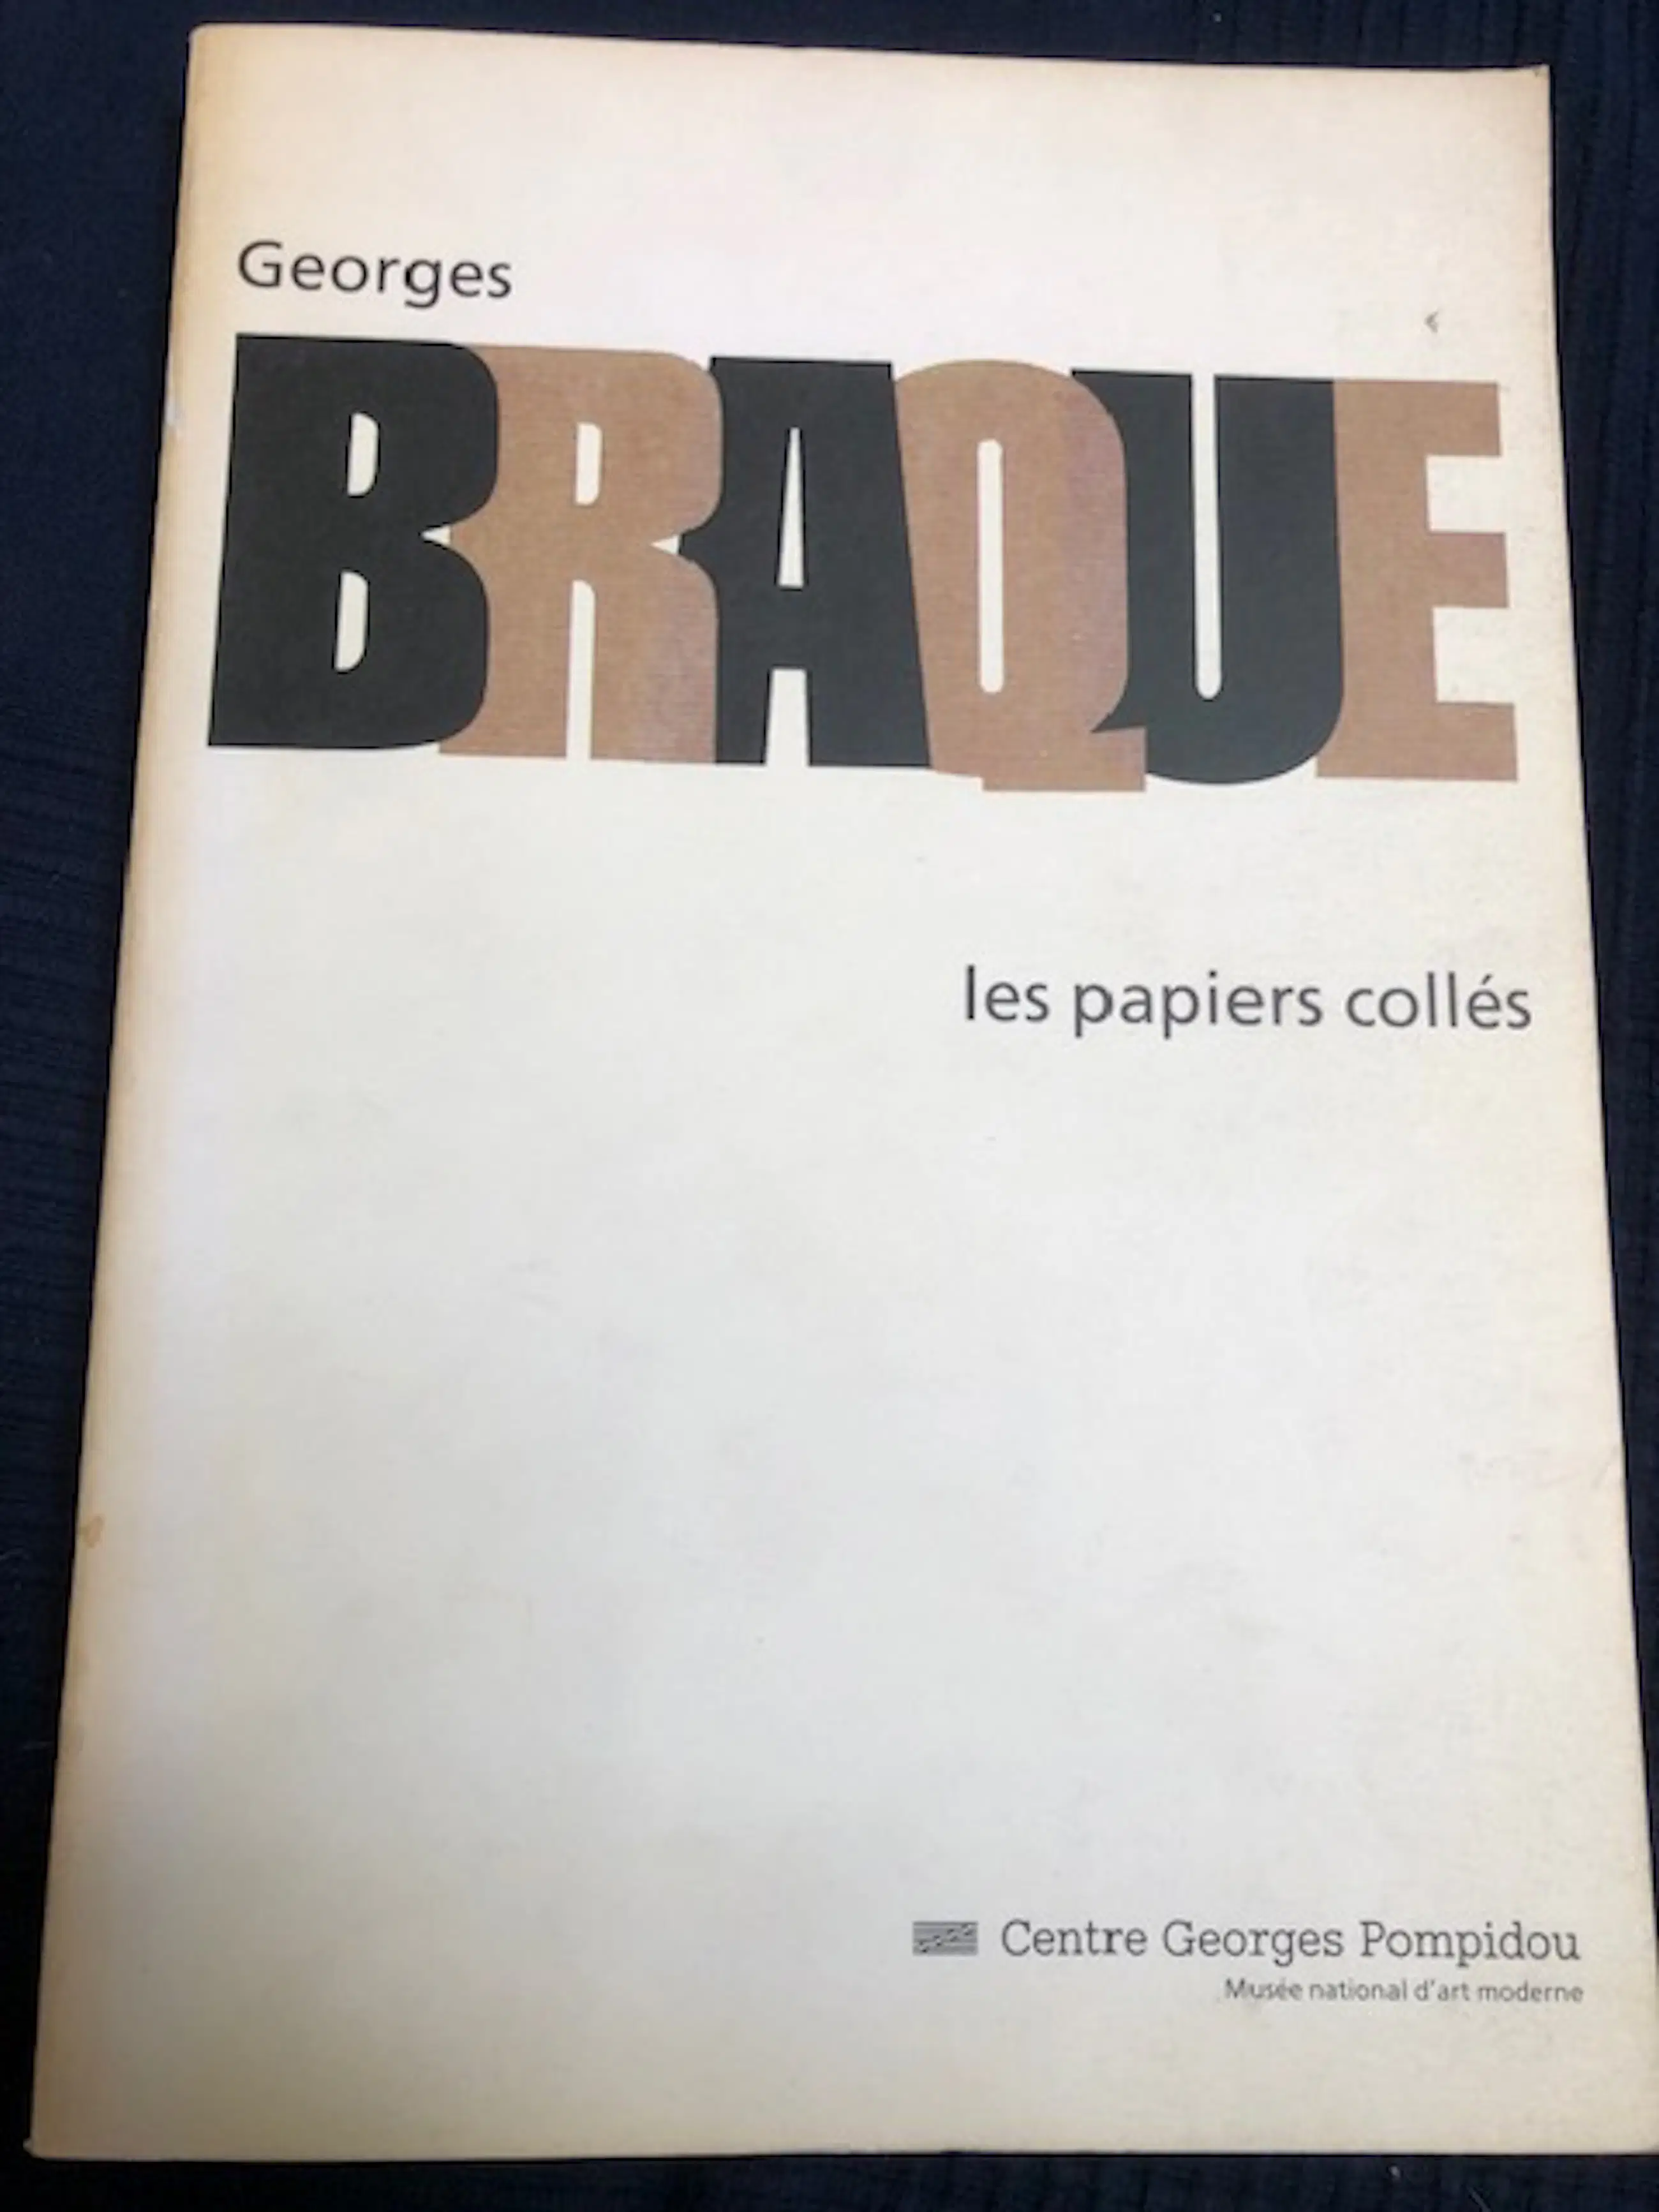 Georges
BRAQUE
les papiers collés
Centre Georges Pompidou
Musée national d'art moderne